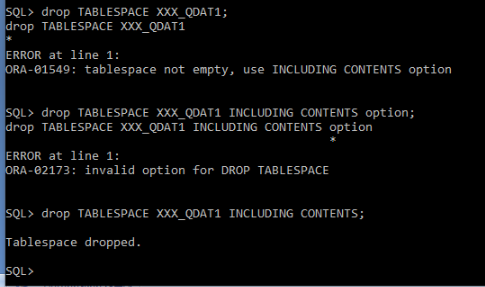 SQL> drop TABLESPACE XXX_QDAT1;
drop TABLESPACE XXX_QDAT1
*
ERROR at line 1:
ORA-01549: tablespace not empty, use INCLUDING CONTENTS option
SQL> drop TABLESPACE XXX_QDAT1 INCLUDING CONTENTS option;
drop TABLESPACE XXX_QDAT1 INCLUDING CONTENTS option
*
ERROR at line 1:
ORA-02173: invalid option for DROP TABLESPACE
SQL> drop TABLESPACE XXX_QDAT1 INCLUDING CONTENTS;
Tablespace dropped.
SQL>